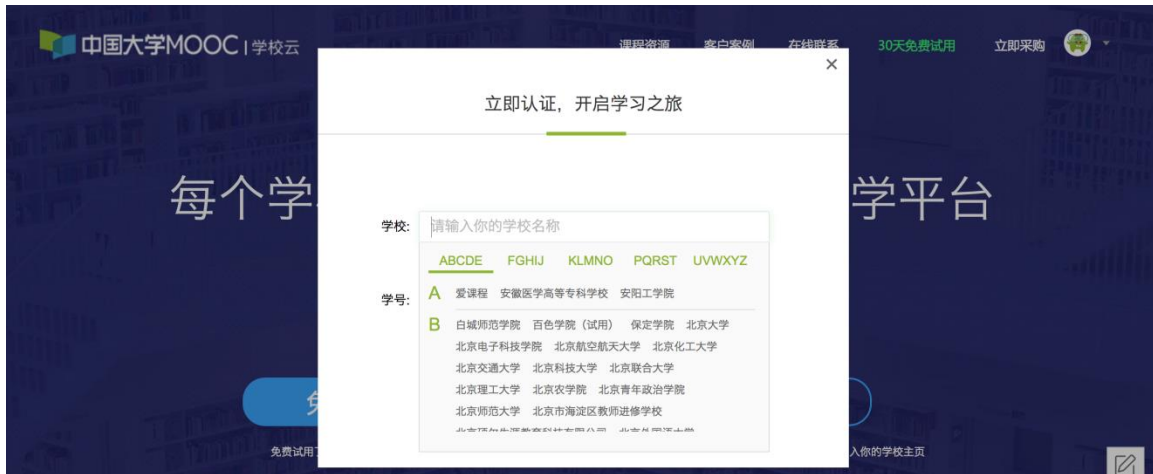 中国大学MOOC | 学校云
课程资源 客户案例 在线联系 30天免费试用 立即采购
×
立即认证，开启学习之旅
每个学
学平台
学校: 请输入你的学校名称
ABCDE FGHIJ KLMNO PQRST UVWXYZ
学号:
A 爱课程 安徽医学高等专科学校 安阳工学院
B 白城师范学院 百色学院（试用） 保定学院 北京大学
北京电子科技学院 北京航空航天大学 北京化工大学
北京交通大学 北京科技大学 北京联合大学
北京理工大学 北京农学院 北京青年政治学院
北京师范大学 北京市海淀区教师进修学校
免费试用
入你的学校主页